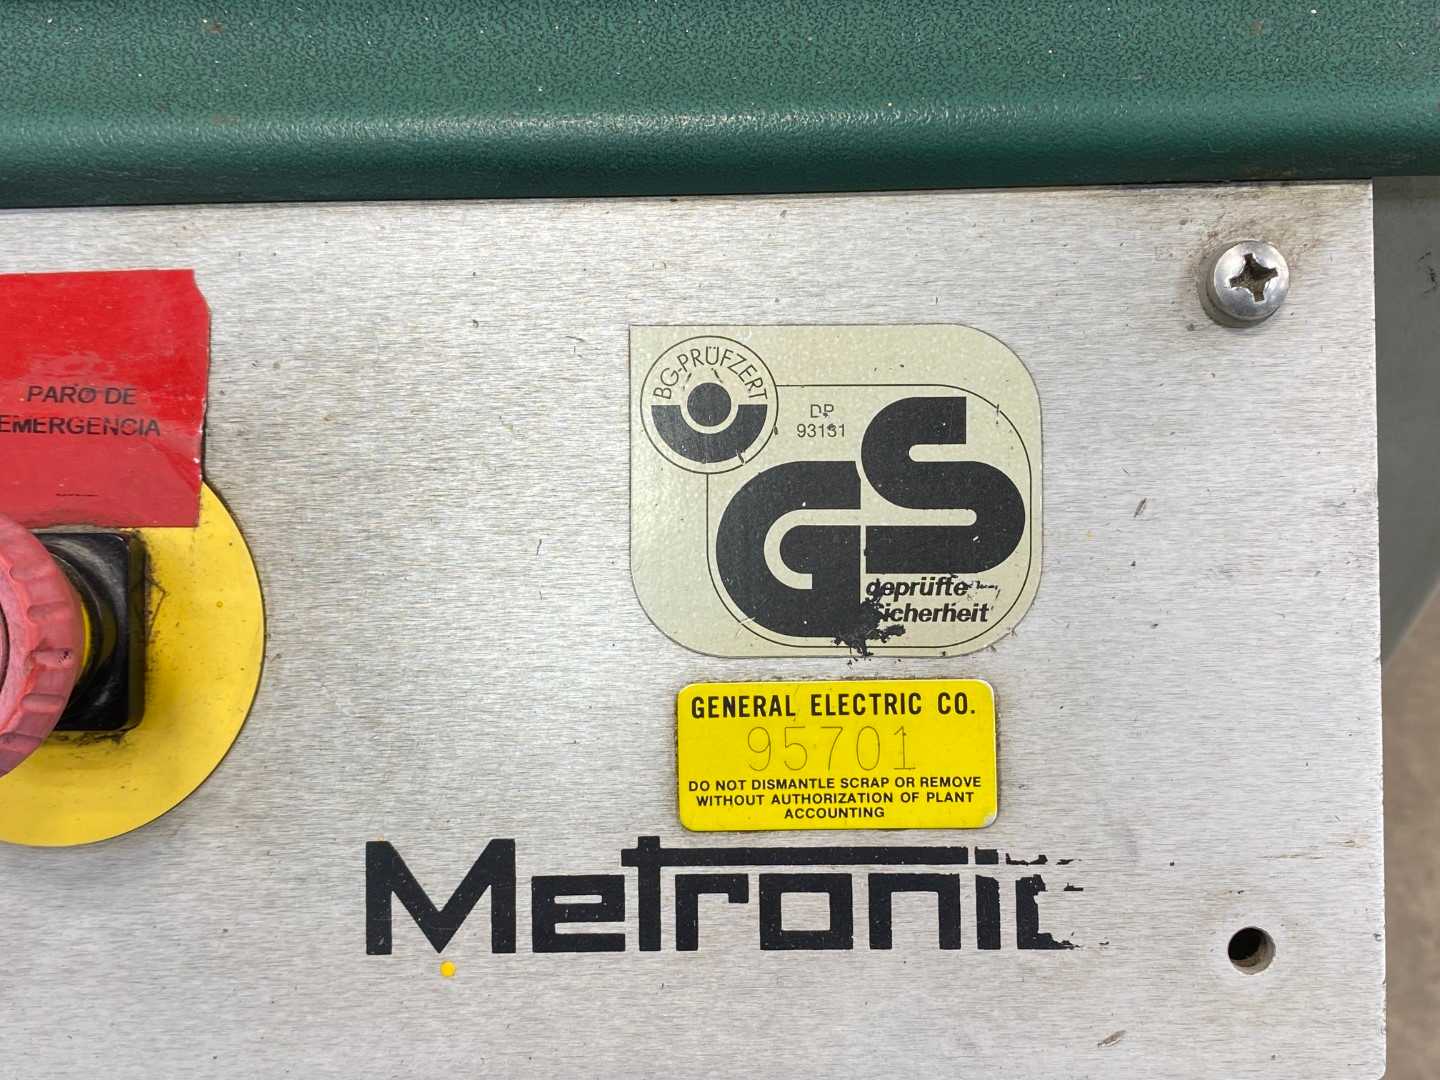 PARO DE
EMERGENCIA
BG-PRÜFZERT
DP
93131
GS
geprüfte
Sicherheit
GENERAL ELECTRIC CO.
95701
DO NOT DISMANTLE SCRAP OR REMOVE
WITHOUT AUTHORIZATION OF PLANT
ACCOUNTING
Metronic